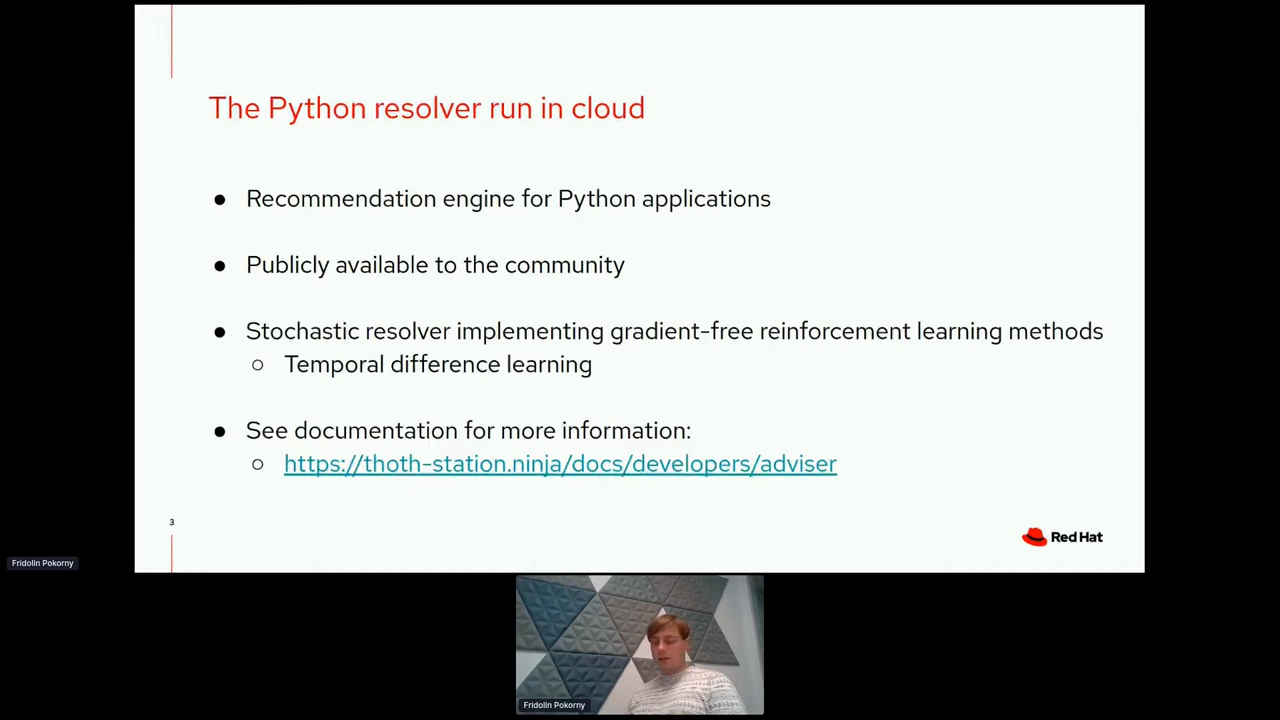 The Python resolver run in cloud
● Recommendation engine for Python applications
● Publicly available to the community
● Stochastic resolver implementing gradient-free reinforcement learning methods
○ Temporal difference learning
● See documentation for more information:
○ https://thoth-station.ninja/docs/developers/adviser
3
Red Hat
Fridolin Pokorny
Fridolin Pokorny